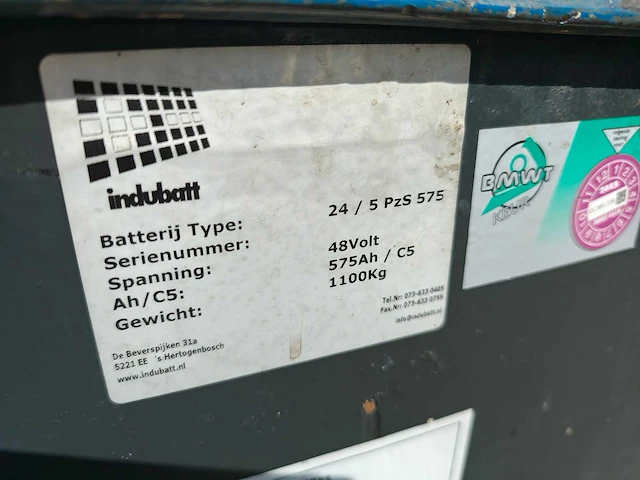 indubatt
Batterij Type: 24 / 5 PzS 575
Serienummer:
Spanning: 48Volt
Ah/C5: 575Ah / C5
Gewicht: 1100Kg
De Beverspijken 31a
5221 EE 's Hertogenbosch
www.indubatt.nl
Tel.Nr: 073-633 0405
Fax.Nr: 073-633 0755
info@indubatt.nl
BMWT
KEUR